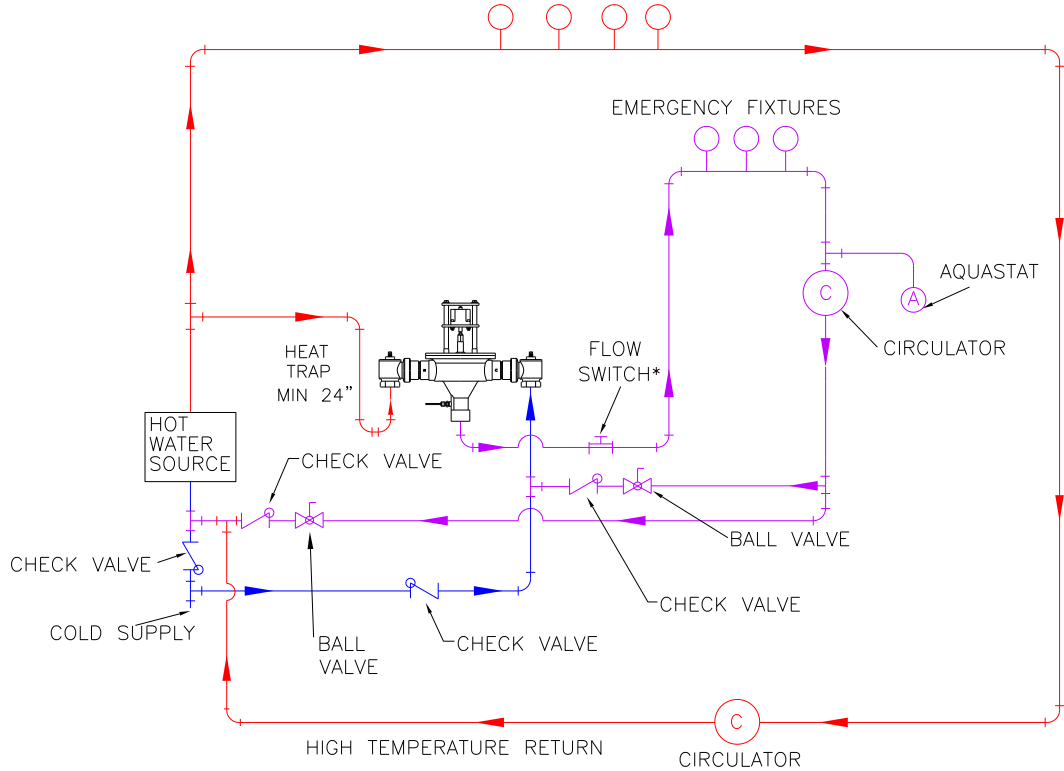 EMERGENCY FIXTURES
AQUASTAT
A
C
CIRCULATOR
HEAT
TRAP
MIN 24”
FLOW
SWITCH*
HOT
WATER
SOURCE
CHECK VALVE
BALL VALVE
CHECK VALVE
CHECK VALVE
COLD SUPPLY
BALL
VALVE
CHECK VALVE
C
HIGH TEMPERATURE RETURN
CIRCULATOR